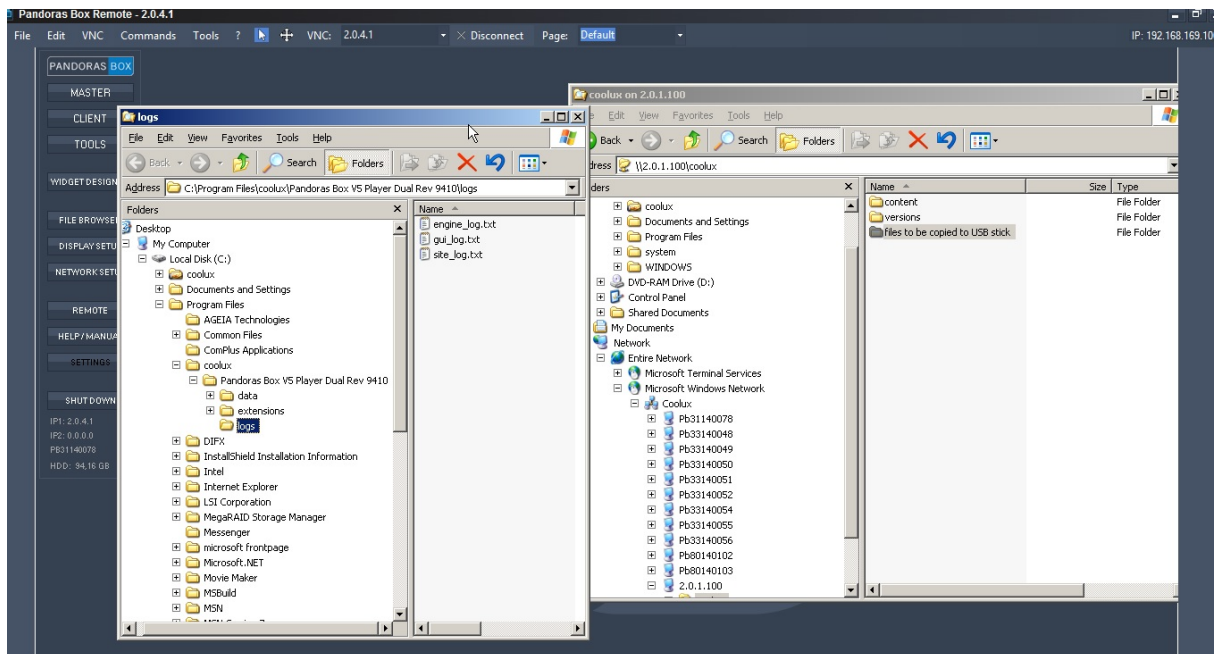 Pandoras Box Remote - 2.0.4.1
File Edit VNC Commands Tools ? VNC: 2.0.4.1 Disconnect Page: Default IP: 192.168.169.10
PANDORAS BOX
MASTER
CLIENT
TOOLS
WIDGET DESIGN
FILE BROWSE
DISPLAY SETU
NETWORK SETU
REMOTE
HELP / MANUA
SETTINGS
SHUT DOWN
IP1: 2.0.4.1
IP2: 0.0.0.0
PB31140078
HDD: 94,16 GB
logs
File Edit View Favorites Tools Help
Back Search Folders
Address C:\Program Files\coolux\Pandoras Box V5 Player Dual Rev 9410\logs
Folders
Desktop
My Computer
Local Disk (C:)
coolux
Documents and Settings
Program Files
AGEIA Technologies
Common Files
ComPlus Applications
coolux
Pandoras Box V5 Player Dual Rev 9410
data
extensions
logs
DIFX
InstallShield Installation Information
Intel
Internet Explorer
LSI Corporation
MegaRAID Storage Manager
Messenger
microsoft frontpage
Microsoft.NET
Movie Maker
MSBuild
MSN
Name
engine_log.txt
gui_log.txt
site_log.txt
coolux on 2.0.1.100
Edit View Favorites Tools Help
Back Search Folders
dress \\2.0.1.100\coolux
ders
coolux
Documents and Settings
Program Files
system
WINDOWS
DVD-RAM Drive (D:)
Control Panel
Shared Documents
My Documents
Network
Entire Network
Microsoft Terminal Services
Microsoft Windows Network
Coolux
Pb31140078
Pb33140048
Pb33140049
Pb33140050
Pb33140051
Pb33140052
Pb33140054
Pb33140055
Pb33140056
Pb80140102
Pb80140103
2.0.1.100
Name Size Type
content File Folder
versions File Folder
files to be copied to USB stick File Folder